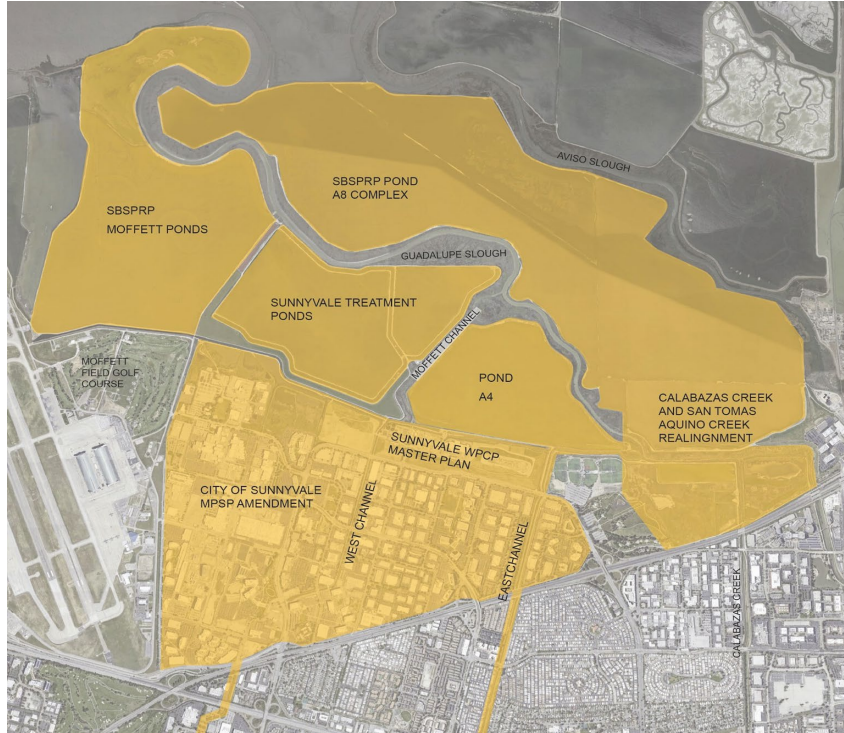 AVISO SLOUGH
SBSPRP POND
A8 COMPLEX
SBSPRP
MOFFETT PONDS
GUADALUPE SLOUGH
SUNNYVALE TREATMENT
PONDS
MOFFETT CHANNEL
MOFFETT
FIELD GOLF
COURSE
POND
A4
CALABAZAS CREEK
AND SAN TOMAS
AQUINO CREEK
REALINGNMENT
SUNNYVALE WPCP
MASTER PLAN
CITY OF SUNNYVALE
MPSP AMENDMENT
WEST CHANNEL
EASTCHANNEL
CALABAZAS CREEK